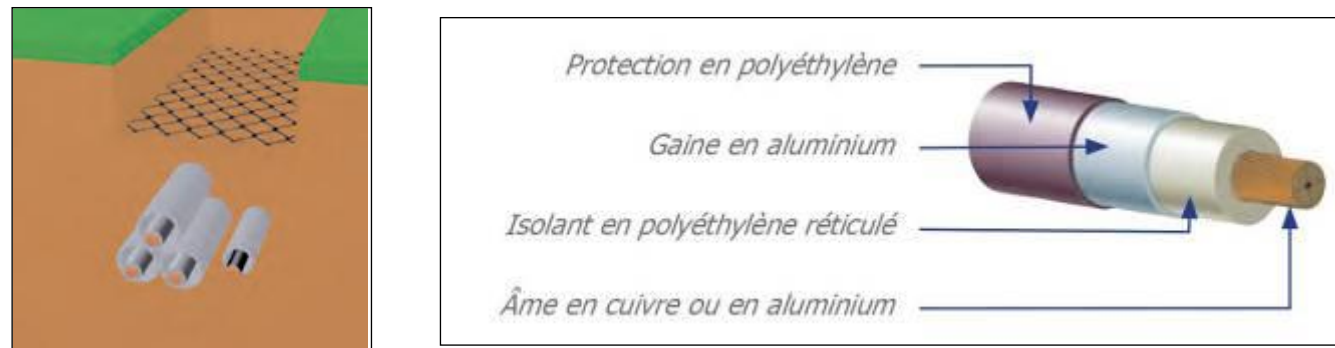 Protection en polyéthylène
Gaine en aluminium
Isolant en polyéthylène réticulé
Âme en cuivre ou en aluminium